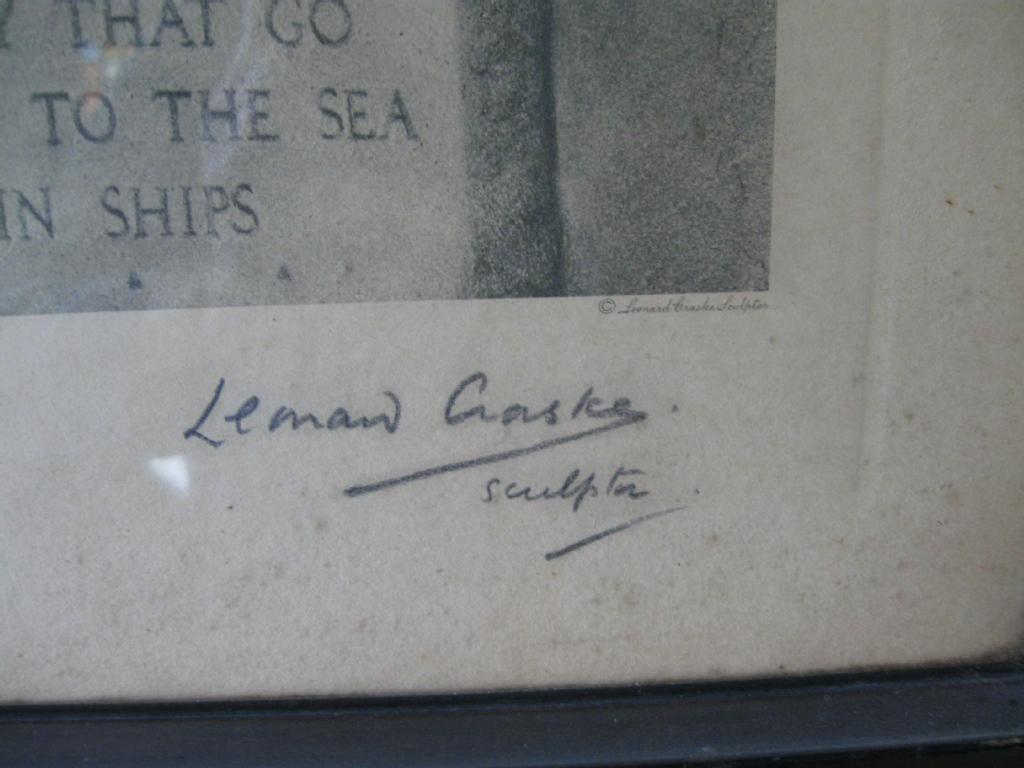 THAT GO
TO THE SEA
IN SHIPS
© Leonard Craske Sculptor
Leonard Craske.
sculptor.